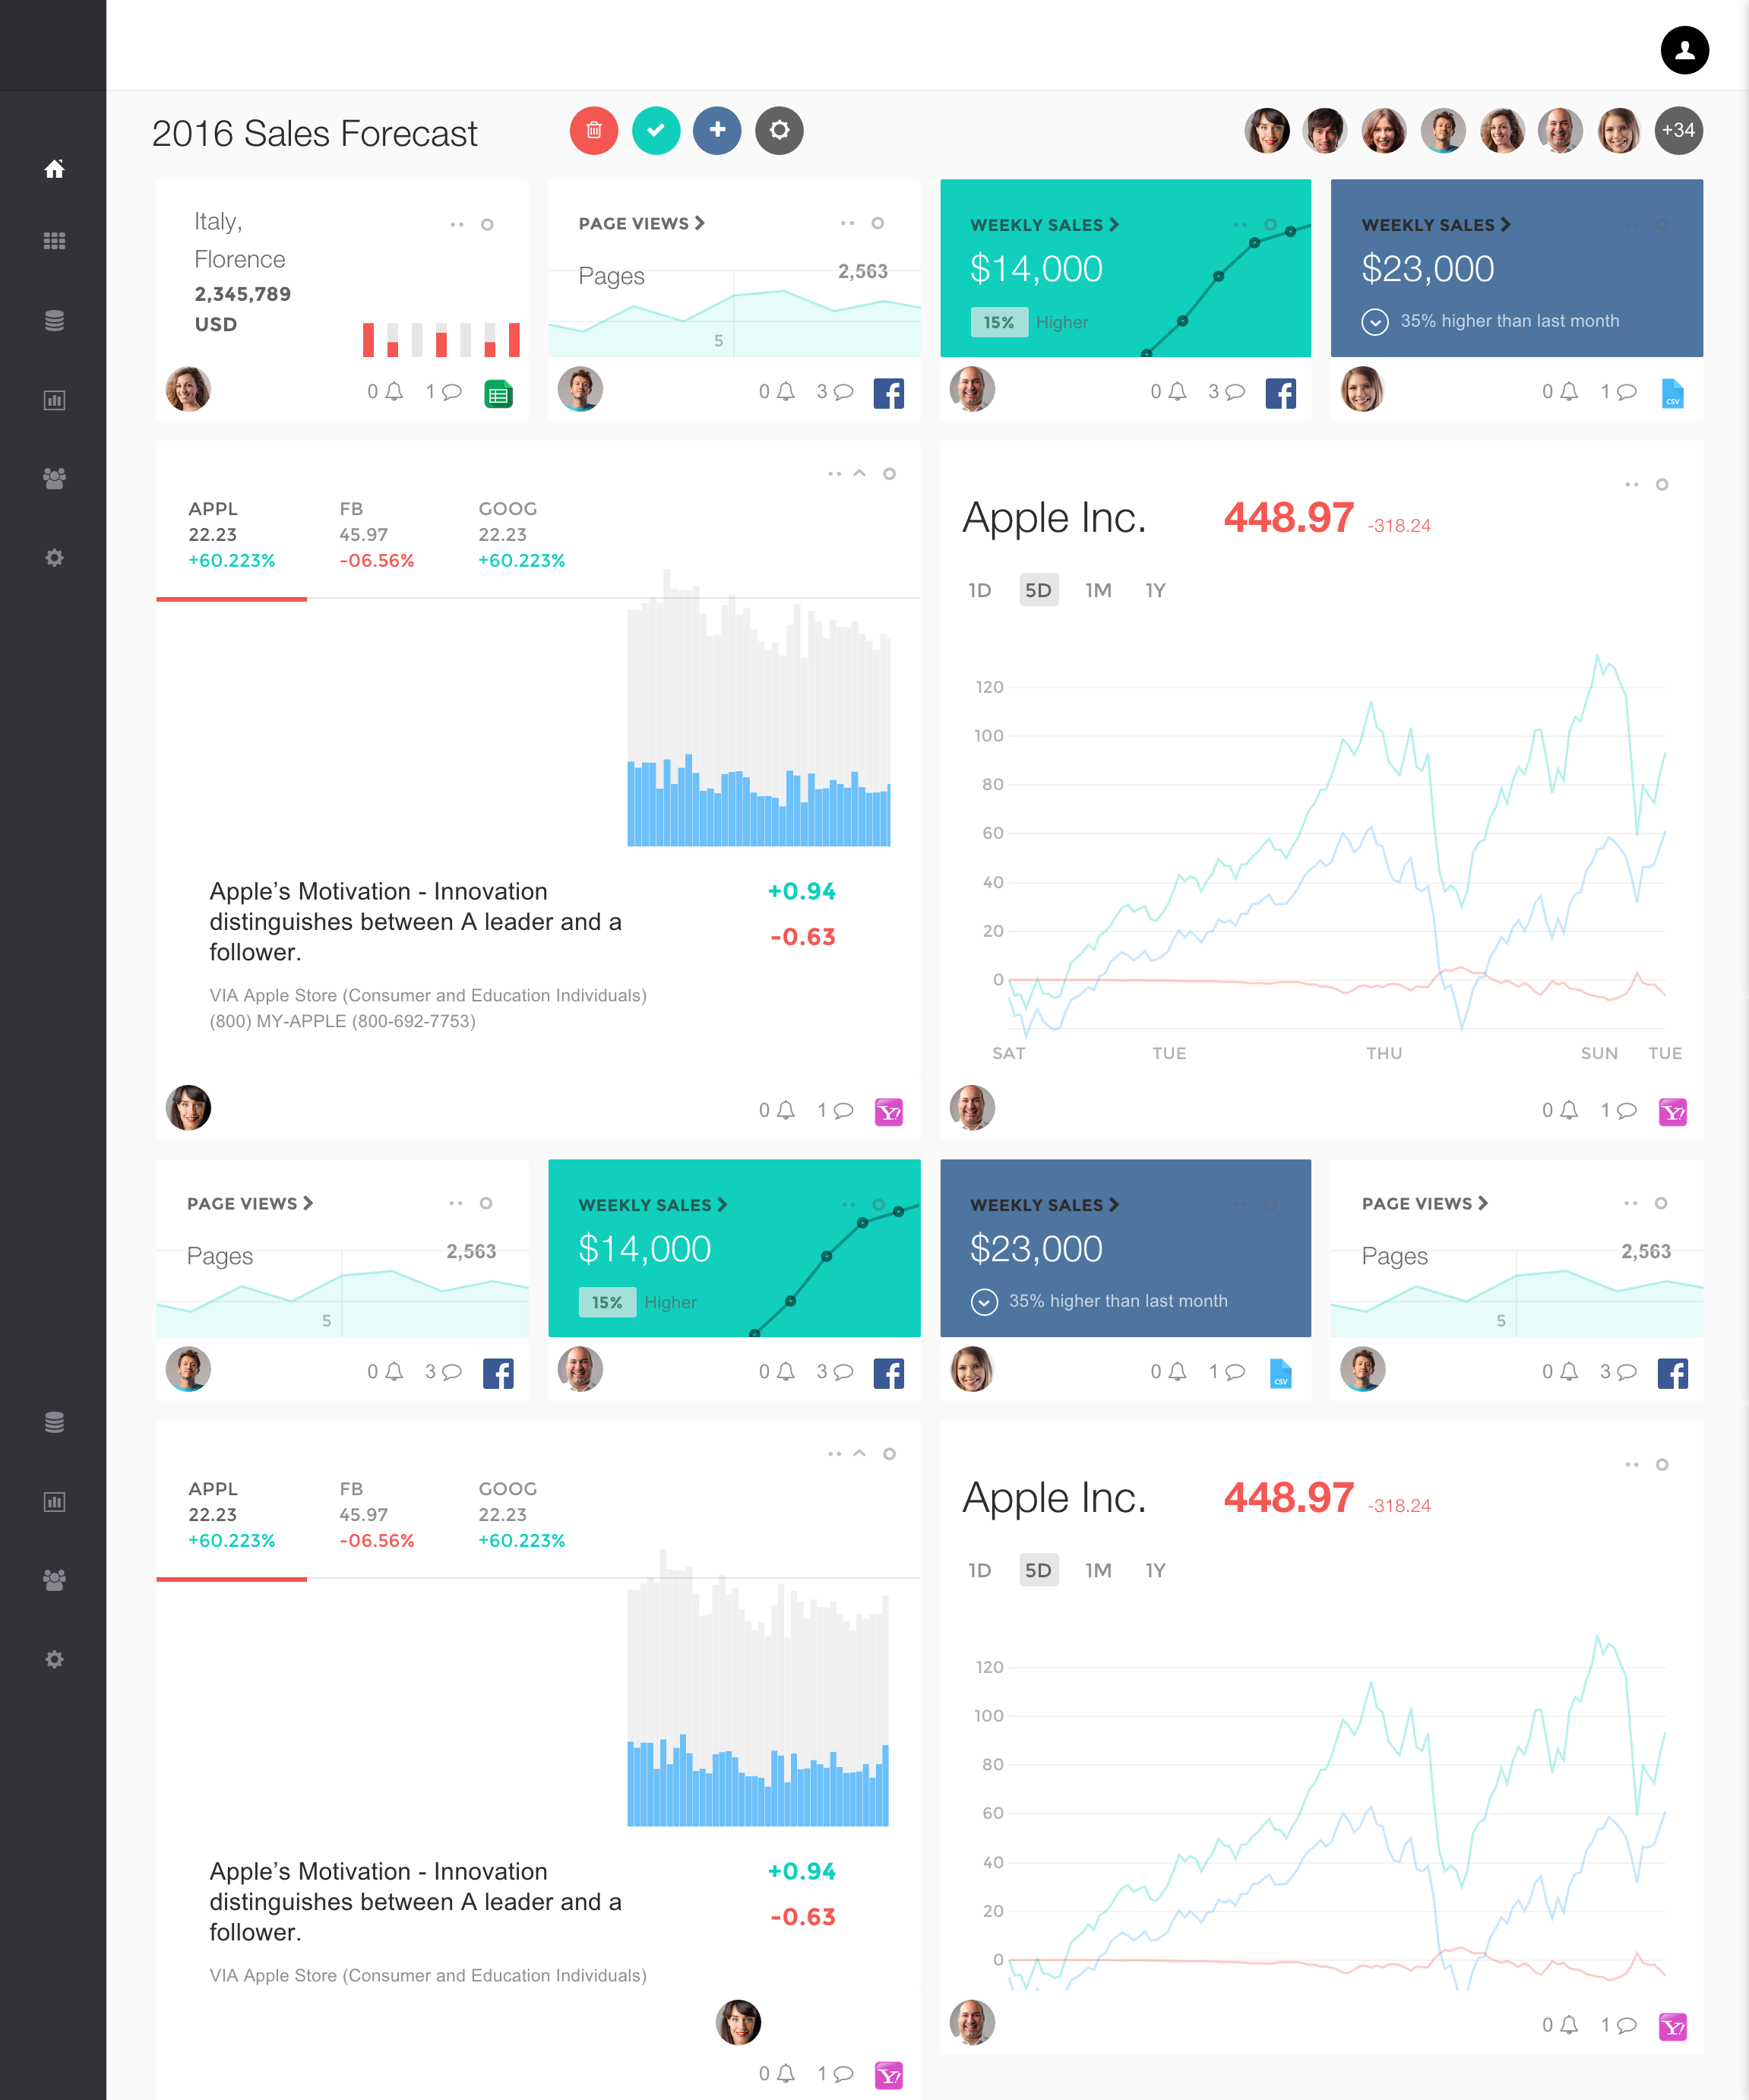 2016 Sales Forecast
+34
Italy,
Florence
2,345,789
USD
0 1
PAGE VIEWS
Pages 2,563
5
0 3
WEEKLY SALES
$14,000
15% Higher
0 3
WEEKLY SALES
$23,000
35% higher than last month
0 1
CSV
APPL FB GOOG
22.23 45.97 22.23
+60.223% -06.56% +60.223%
Apple’s Motivation - Innovation
distinguishes between A leader and a
follower.
+0.94
-0.63
VIA Apple Store (Consumer and Education Individuals)
(800) MY-APPLE (800-692-7753)
0 1 Y!
Apple Inc. 448.97 -318.24
1D 5D 1M 1Y
120
100
80
60
40
20
0
SAT TUE THU SUN TUE
0 1 Y!
PAGE VIEWS
Pages 2,563
5
0 3
WEEKLY SALES
$14,000
15% Higher
0 3
WEEKLY SALES
$23,000
35% higher than last month
0 1
CSV
PAGE VIEWS
Pages 2,563
5
0 3
APPL FB GOOG
22.23 45.97 22.23
+60.223% -06.56% +60.223%
Apple’s Motivation - Innovation
distinguishes between A leader and a
follower.
+0.94
-0.63
VIA Apple Store (Consumer and Education Individuals)
0 1 Y!
Apple Inc. 448.97 -318.24
1D 5D 1M 1Y
120
100
80
60
40
20
0
0 1 Y!